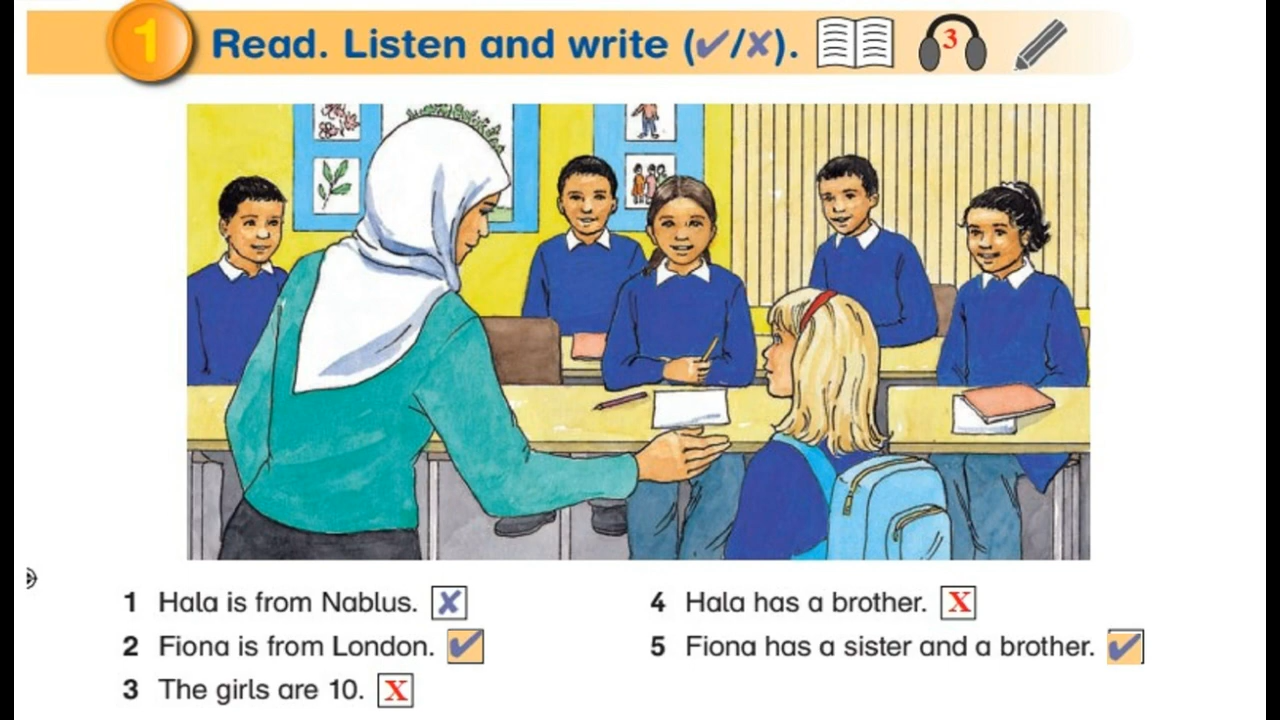 1 Read. Listen and write (✔/✘). 3
1 Hala is from Nablus. ✘
2 Fiona is from London. ✔
3 The girls are 10. X
4 Hala has a brother. X
5 Fiona has a sister and a brother. ✔